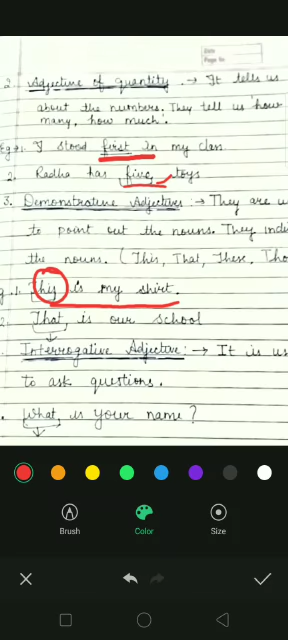 Date
Page No.
2. Adjective of quantity. → It tells us
about the numbers. They tell us 'how
many, how much'.
Eg→1. I stood first in my class
2. Radha has five toys
3. Demonstrative Adjectives :→ They are u
to point out the nouns. They indi
the nouns. (This, That, These, Tho
g.1. This is my shirt.
2. That is our school
Interrogative Adjective :→ It is us
to ask questions.
What is your name?
Brush
Color
Size